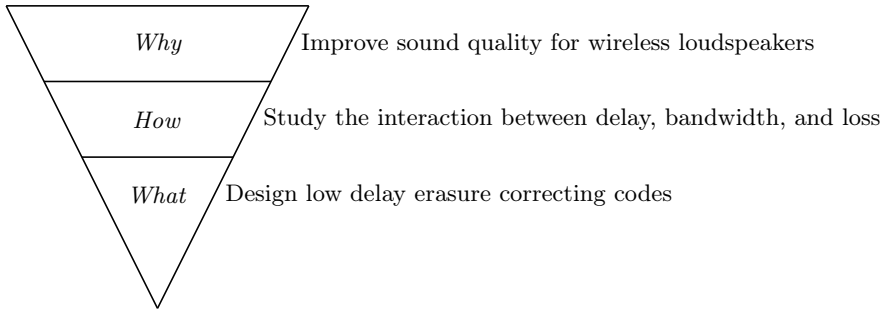 Why Improve sound quality for wireless loudspeakers
How Study the interaction between delay, bandwidth, and loss
What Design low delay erasure correcting codes